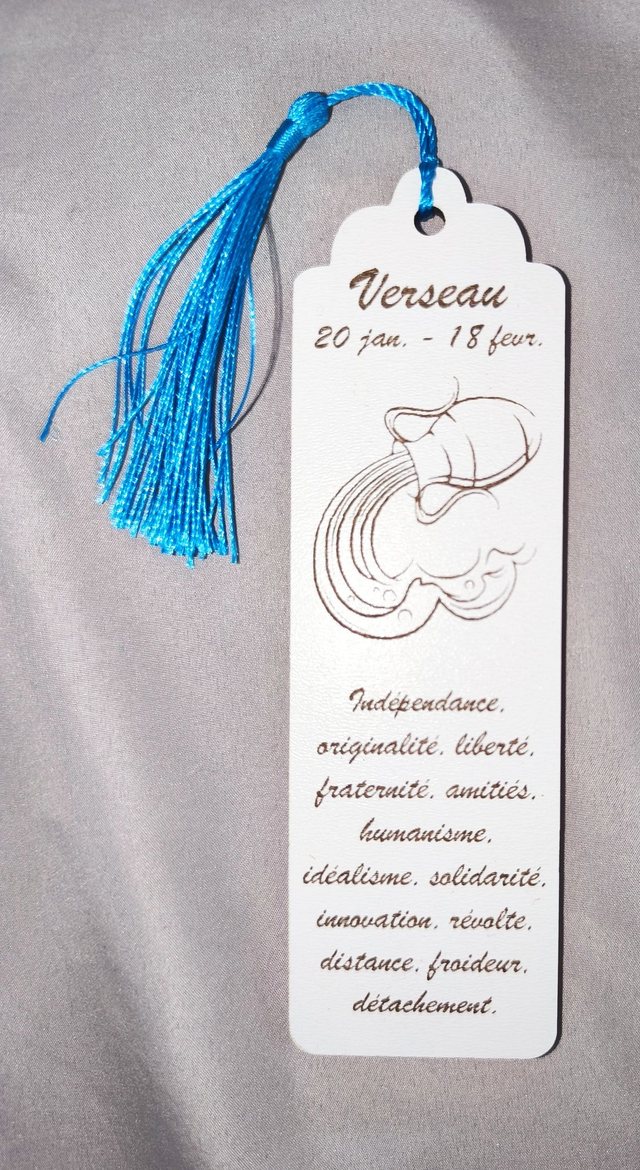 Verseau
20 jan. - 18 fevr.
Indépendance,
originalité, liberté,
fraternité, amitiés,
humanisme,
idéalisme, solidarité,
innovation, révolte,
distance, froideur,
détachement.